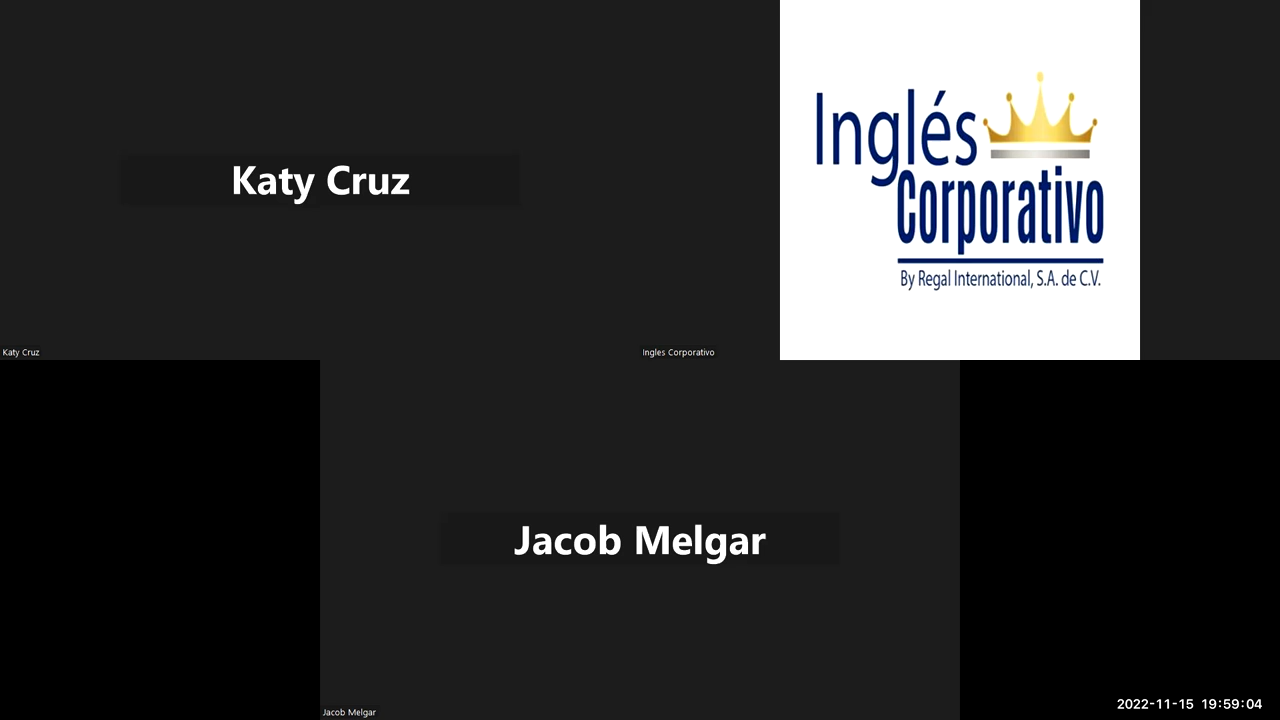 Katy Cruz
Inglés
Corporativo
By Regal International, S.A. de C.V.
Katy Cruz
Ingles Corporativo
Jacob Melgar
Jacob Melgar
2022-11-15 19:59:04